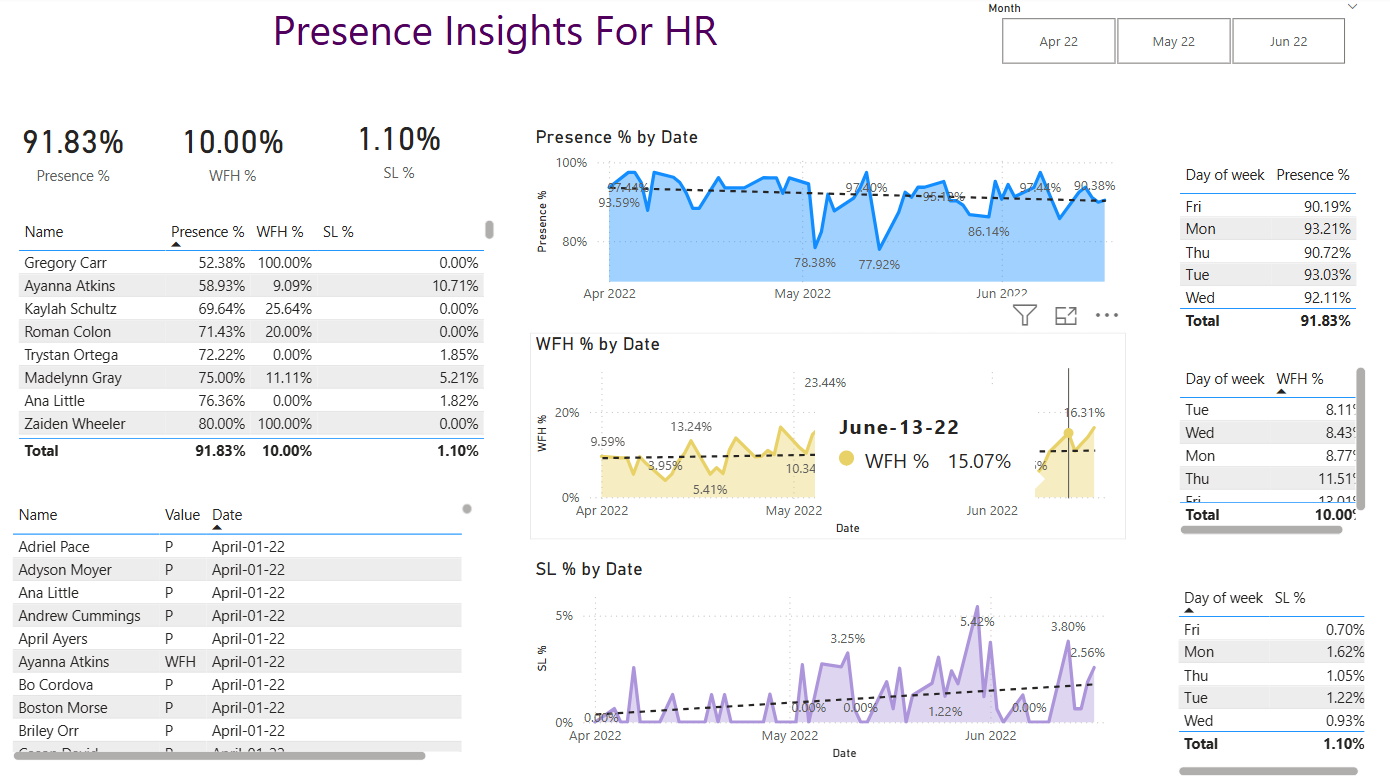 Presence Insights For HR
Month
Apr 22
May 22
Jun 22
91.83%
Presence %
10.00%
WFH %
1.10%
SL %
Name Presence % WFH % SL %
Gregory Carr 52.38% 100.00% 0.00%
Ayanna Atkins 58.93% 9.09% 10.71%
Kaylah Schultz 69.64% 25.64% 0.00%
Roman Colon 71.43% 20.00% 0.00%
Trystan Ortega 72.22% 0.00% 1.85%
Madelynn Gray 75.00% 11.11% 5.21%
Ana Little 76.36% 0.00% 1.82%
Zaiden Wheeler 80.00% 100.00% 0.00%
Total 91.83% 10.00% 1.10%
Name Value Date
Adriel Pace P April-01-22
Adyson Moyer P April-01-22
Ana Little P April-01-22
Andrew Cummings P April-01-22
April Ayers P April-01-22
Ayanna Atkins WFH April-01-22
Bo Cordova P April-01-22
Boston Morse P April-01-22
Briley Orr P April-01-22
Presence % by Date
Presence %
100%
80%
97.44%
93.59%
78.38%
97.40%
77.92%
95.19%
86.14%
97.44%
90.38%
Apr 2022 May 2022 Jun 2022
WFH % by Date
WFH %
20%
0%
9.59%
3.95%
13.24%
5.41%
10.34
23.44%
16.31%
June-13-22
WFH % 15.07%
Apr 2022 May 2022 Jun 2022
Date
SL % by Date
SL %
5%
0%
0.00%
0.00%
3.25%
0.00%
1.22%
5.42%
0.00%
3.80%
2.56%
Apr 2022 May 2022 Jun 2022
Date
Day of week Presence %
Fri 90.19%
Mon 93.21%
Thu 90.72%
Tue 93.03%
Wed 92.11%
Total 91.83%
Day of week WFH %
Tue 8.11%
Wed 8.43%
Mon 8.77%
Thu 11.51%
Fri 13.01%
Total 10.00%
Day of week SL %
Fri 0.70%
Mon 1.62%
Thu 1.05%
Tue 1.22%
Wed 0.93%
Total 1.10%